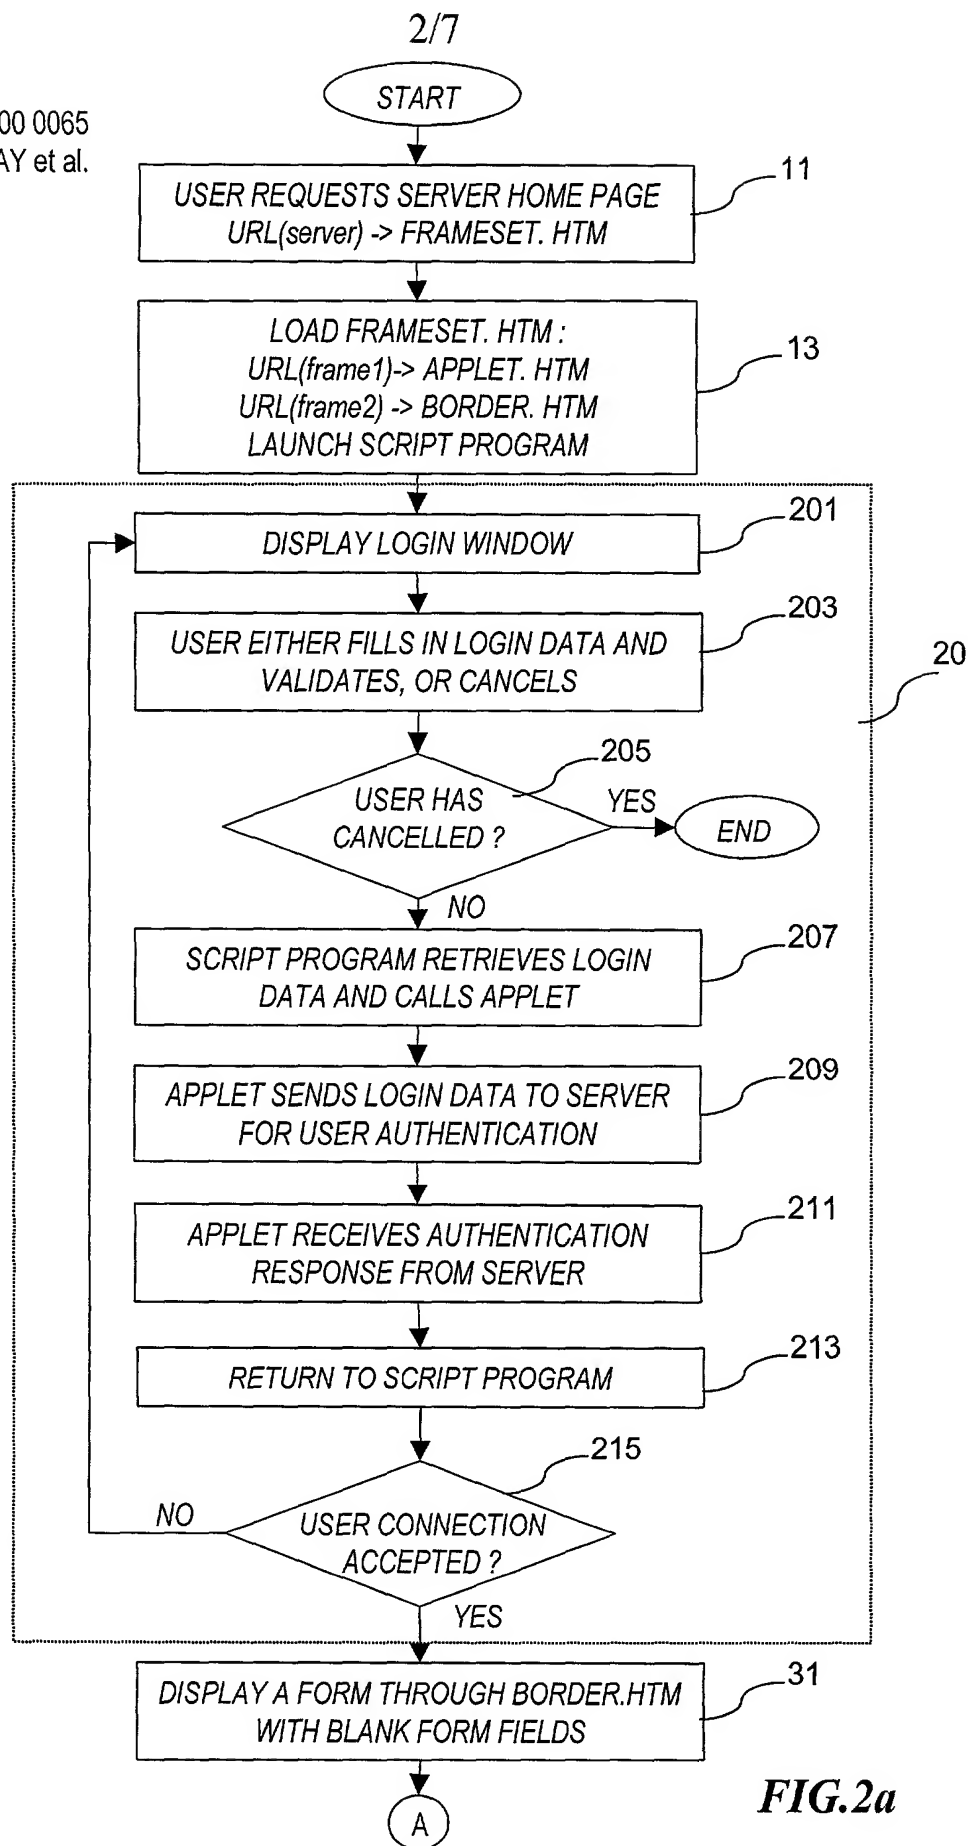 2/7
00 0065
AY et al.
START
11
USER REQUESTS SERVER HOME PAGE
URL(server) -> FRAMESET. HTM
LOAD FRAMESET. HTM :
URL(frame1)-> APPLET. HTM
URL(frame2) -> BORDER. HTM
LAUNCH SCRIPT PROGRAM
13
201
DISPLAY LOGIN WINDOW
203
USER EITHER FILLS IN LOGIN DATA AND
VALIDATES, OR CANCELS
20
205
USER HAS
CANCELLED ?
YES
END
NO
207
SCRIPT PROGRAM RETRIEVES LOGIN
DATA AND CALLS APPLET
209
APPLET SENDS LOGIN DATA TO SERVER
FOR USER AUTHENTICATION
211
APPLET RECEIVES AUTHENTICATION
RESPONSE FROM SERVER
213
RETURN TO SCRIPT PROGRAM
215
NO
USER CONNECTION
ACCEPTED ?
YES
31
DISPLAY A FORM THROUGH BORDER.HTM
WITH BLANK FORM FIELDS
A
FIG.2a